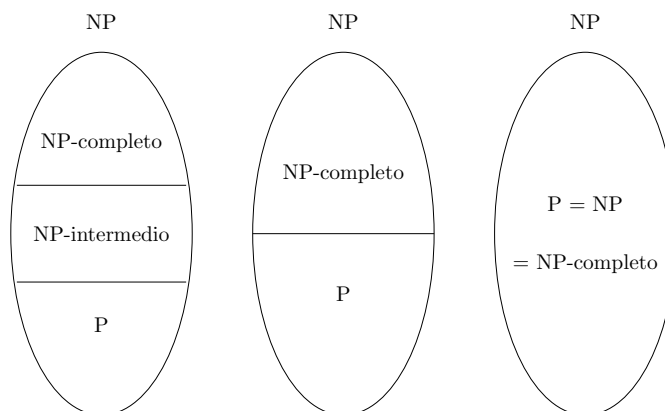 NP
NP-completo
NP-intermedio
P
NP
NP-completo
P
NP
P = NP
= NP-completo